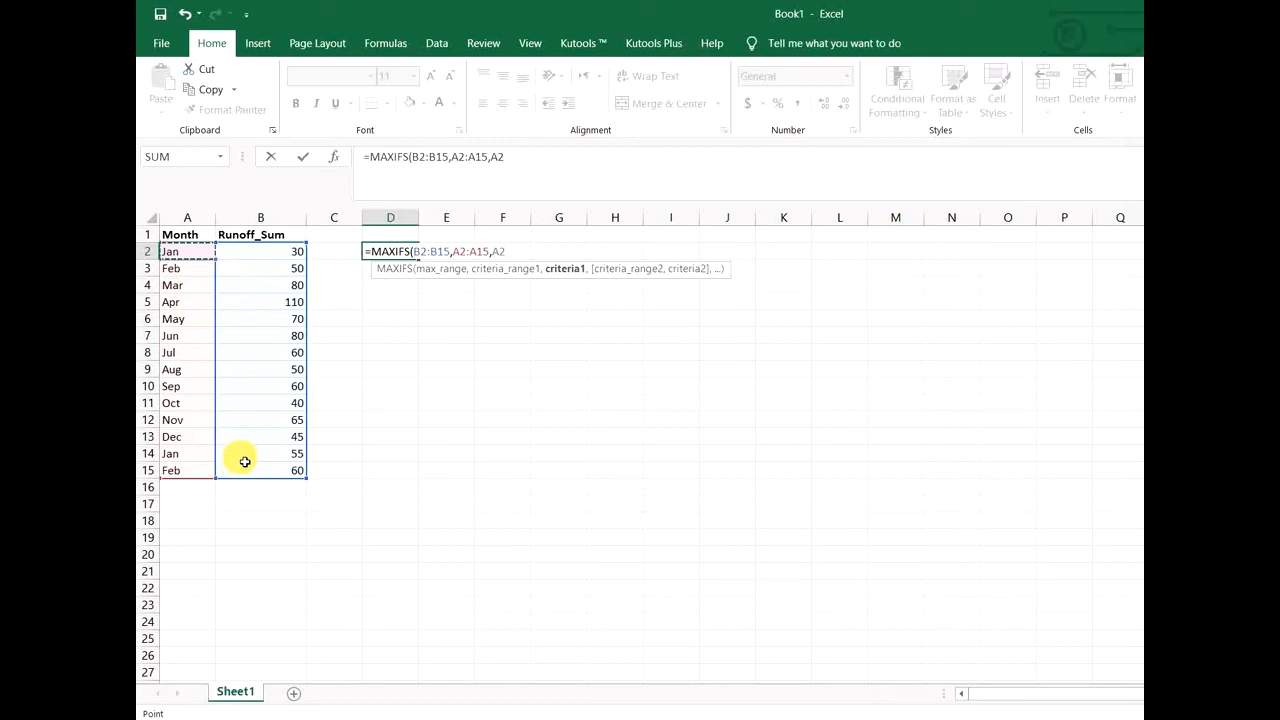 Book1 - Excel
File Home Insert Page Layout Formulas Data Review View Kutools ™ Kutools Plus Help Tell me what you want to do
Paste
Cut
Copy
Format Painter
Clipboard
A A
B I U A
Font
Wrap Text
Merge & Center
Alignment
General
$ % ,
Number
Conditional Formatting
Format as Table
Cell Styles
Styles
Insert Delete Format
Cells
SUM fx =MAXIFS(B2:B15,A2:A15,A2
A B C D E F G H I J K L M N O P Q
1 Month Runoff_Sum
2 Jan 30 =MAXIFS(B2:B15,A2:A15,A2
3 Feb 50 MAXIFS(max_range, criteria_range1, criteria1, [criteria_range2, criteria2], ...)
4 Mar 80
5 Apr 110
6 May 70
7 Jun 80
8 Jul 60
9 Aug 50
10 Sep 60
11 Oct 40
12 Nov 65
13 Dec 45
14 Jan 55
15 Feb 60
16
17
18
19
20
21
22
23
24
25
26
27
Sheet1
Point